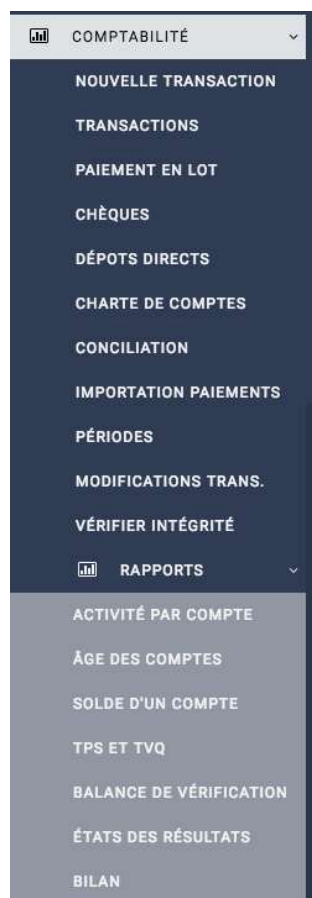 COMPTABILITÉ
NOUVELLE TRANSACTION
TRANSACTIONS
PAIEMENT EN LOT
CHÈQUES
DÉPOTS DIRECTS
CHARTE DE COMPTES
CONCILIATION
IMPORTATION PAIEMENTS
PÉRIODES
MODIFICATIONS TRANS.
VÉRIFIER INTÉGRITÉ
RAPPORTS
ACTIVITÉ PAR COMPTE
ÂGE DES COMPTES
SOLDE D'UN COMPTE
TPS ET TVQ
BALANCE DE VÉRIFICATION
ÉTATS DES RÉSULTATS
BILAN